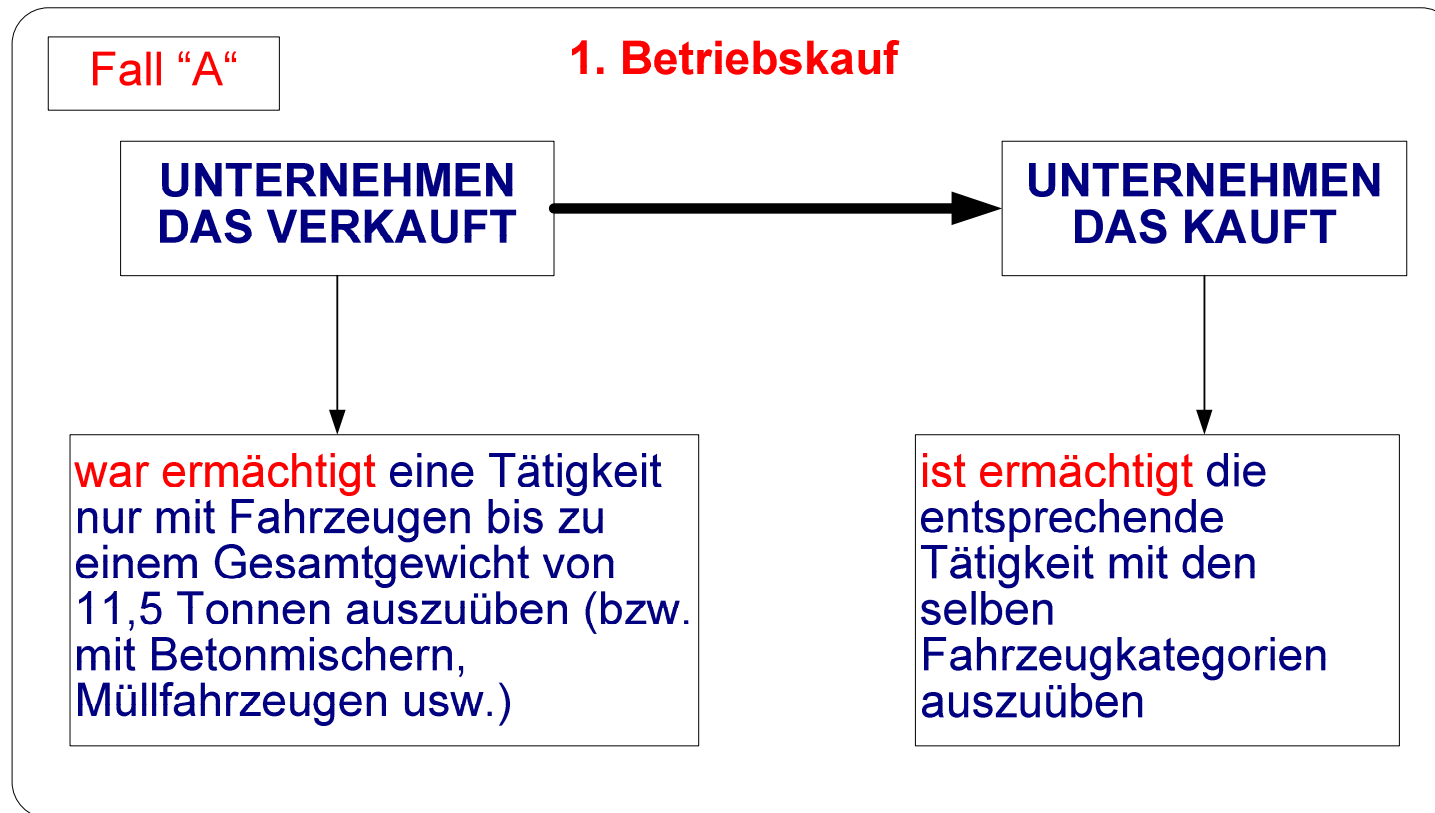 Fall “A“
1. Betriebskauf
UNTERNEHMEN
DAS VERKAUFT
UNTERNEHMEN
DAS KAUFT
war ermächtigt eine Tätigkeit
nur mit Fahrzeugen bis zu
einem Gesamtgewicht von
11,5 Tonnen auszuüben (bzw.
mit Betonmischern,
Müllfahrzeugen usw.)
ist ermächtigt die
entsprechende
Tätigkeit mit den
selben
Fahrzeugkategorien
auszuüben